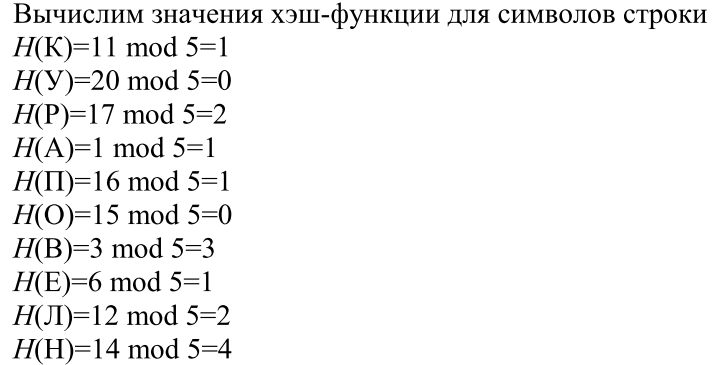 Вычислим значения хэш-функции для символов строки
H(К)=11 mod 5=1
H(У)=20 mod 5=0
H(Р)=17 mod 5=2
H(А)=1 mod 5=1
H(П)=16 mod 5=1
H(О)=15 mod 5=0
H(В)=3 mod 5=3
H(Е)=6 mod 5=1
H(Л)=12 mod 5=2
H(Н)=14 mod 5=4